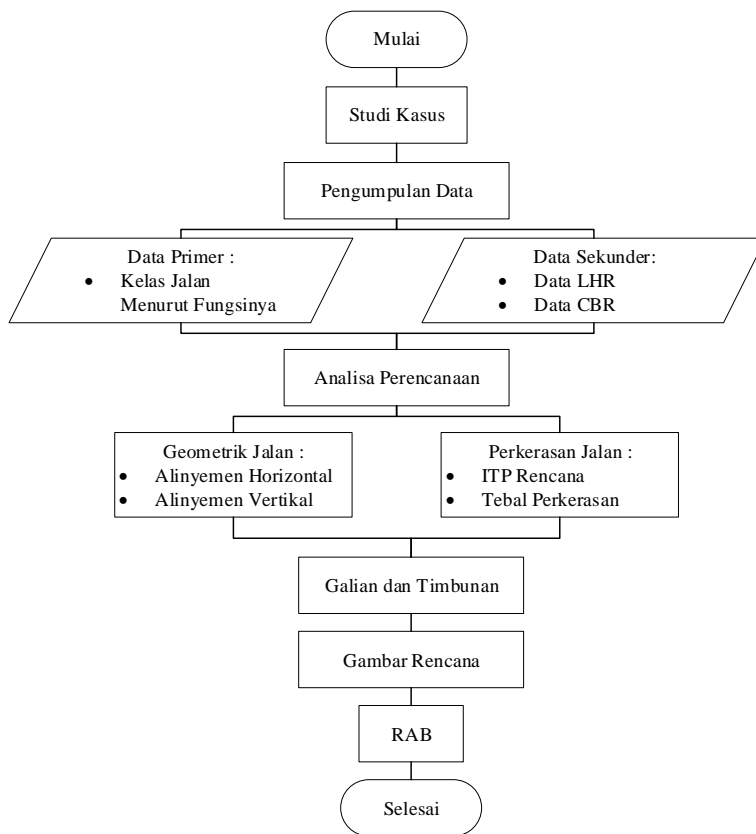 Mulai
Studi Kasus
Pengumpulan Data
Data Primer :
• Kelas Jalan
Menurut Fungsinya
Data Sekunder:
• Data LHR
• Data CBR
Analisa Perencanaan
Geometrik Jalan :
• Alinyemen Horizontal
• Alinyemen Vertikal
Perkerasan Jalan :
• ITP Rencana
• Tebal Perkerasan
Galian dan Timbunan
Gambar Rencana
RAB
Selesai